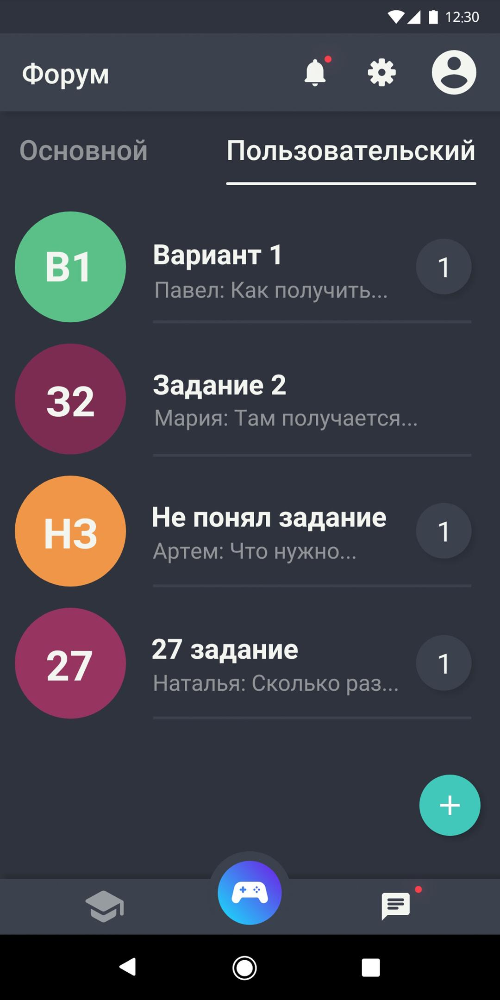 12:30
Форум
Основной
Пользовательский
В1
Вариант 1
Павел: Как получить...
1
З2
Задание 2
Мария: Там получается...
Н3
Не понял задание
Артем: Что нужно...
1
27
27 задание
Наталья: Сколько раз...
1